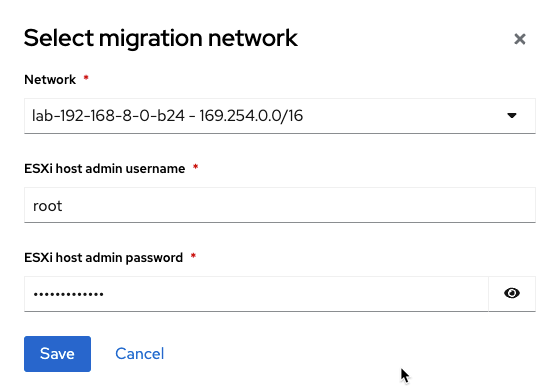 Select migration network
Network *
lab-192-168-8-0-b24 - 169.254.0.0/16
ESXi host admin username *
root
ESXi host admin password *
•••••••••••••
Save Cancel